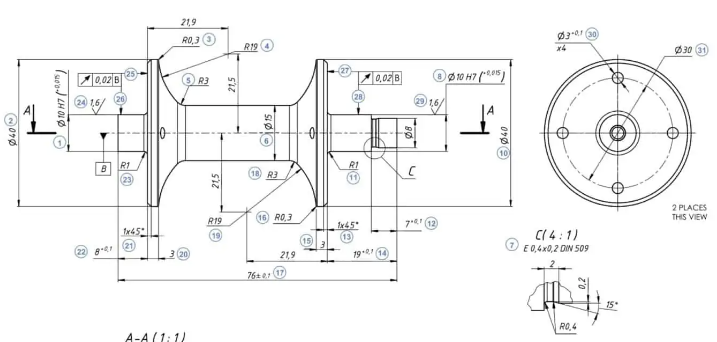 21,9
R0,3 3
R19 4
5 R3
25
24 1,6
26
0,02 B
21,5
27
0,02 B
28
8 Ø10 H7 (+0,015)
29 1,6
2 Ø40
A
1 Ø10 H7 (+0,015)
Ø15
6
Ø8
A
Ø40
10
B
R1
23
R3
18
R1
11
C
21,5
R19
19
16 R0,3
1x45°
21
22 8+0,1
3 20
15
3
1x45°
13
7+0,1 12
21,9
19+0,1 14
76±0,1 17
Ø3+0,1 30
x4
Ø30 31
2 PLACES
THIS VIEW
C(4:1)
7 E 0,4x0,2 DIN 509
2
0,2
15°
R0,4
A-A(1:1)